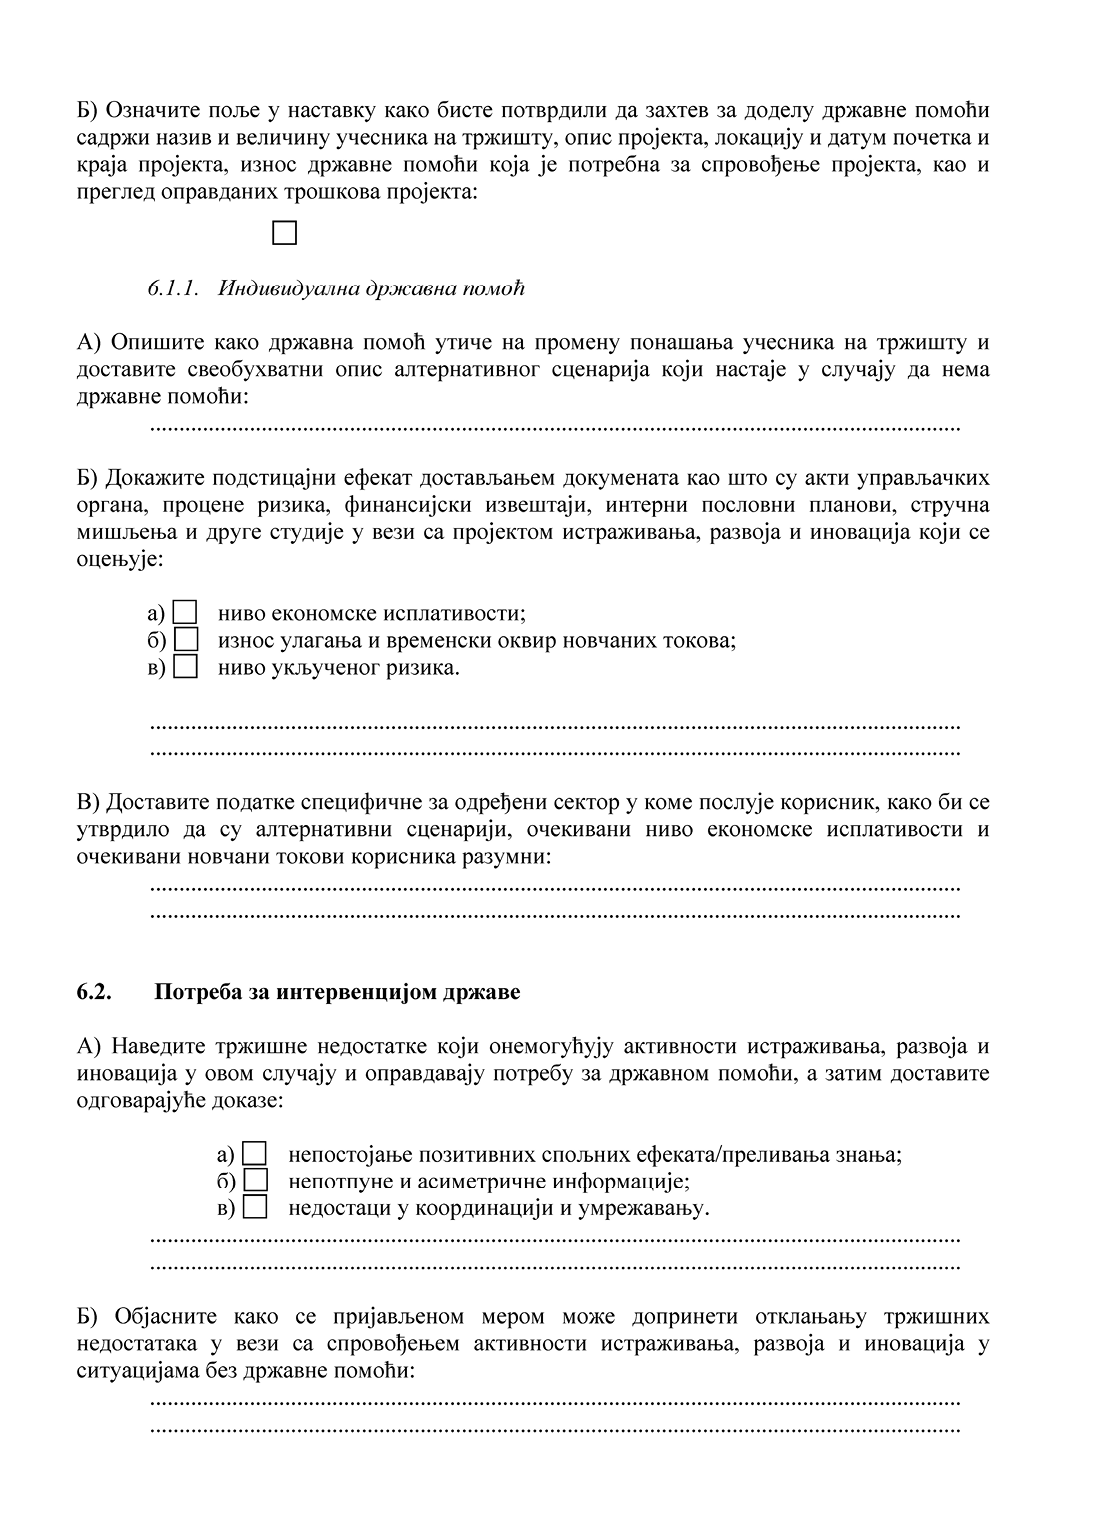 Б) Означите поље у наставку како бисте потврдили да захтев за доделу државне помоћи
садржи назив и величину учесника на тржишту, опис пројекта, локацију и датум почетка и
краја пројекта, износ државне помоћи која је потребна за спровођење пројекта, као и
преглед оправданих трошкова пројекта:
6.1.1. Индивидуална државна помоћ
А) Опишите како државна помоћ утиче на промену понашања учесника на тржишту и
доставите свеобухватни опис алтернативног сценарија који настаје у случају да нема
државне помоћи:
Б) Докажите подстицајни ефекат достављањем докумената као што су акти управљачких
органа, процене ризика, финансијски извештаји, интерни пословни планови, стручна
мишљења и друге студије у вези са пројектом истраживања, развоја и иновација који се
оцењује:
а) ниво економске исплативости;
б) износ улагања и временски оквир новчаних токова;
в) ниво укљученог ризика.
В) Доставите податке специфичне за одређени сектор у коме послује корисник, како би се
утврдило да су алтернативни сценарији, очекивани ниво економске исплативости и
очекивани новчани токови корисника разумни:
6.2. Потреба за интервенцијом државе
А) Наведите тржишне недостатке који онемогућују активности истраживања, развоја и
иновација у овом случају и оправдавају потребу за државном помоћи, а затим доставите
одговарајуће доказе:
а) непостојање позитивних спољних ефеката/преливања знања;
б) непотпуне и асиметричне информације;
в) недостаци у координацији и умрежавању.
Б) Објасните како се пријављеном мером може допринети отклањању тржишних
недостатака у вези са спровођењем активности истраживања, развоја и иновација у
ситуацијама без државне помоћи: